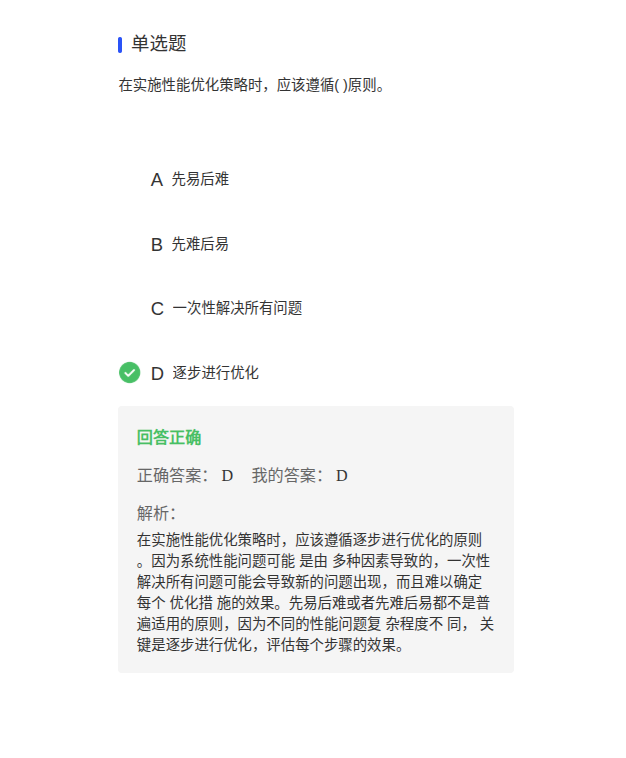 单选题
在实施性能优化策略时，应该遵循( )原则。
A 先易后难
B 先难后易
C 一次性解决所有问题
D 逐步进行优化
回答正确
正确答案： D 我的答案： D
解析：
在实施性能优化策略时，应该遵循逐步进行优化的原则
。因为系统性能问题可能 是由 多种因素导致的，一次性
解决所有问题可能会导致新的问题出现，而且难以确定
每个 优化措 施的效果。先易后难或者先难后易都不是普
遍适用的原则，因为不同的性能问题复 杂程度不 同， 关
键是逐步进行优化，评估每个步骤的效果。